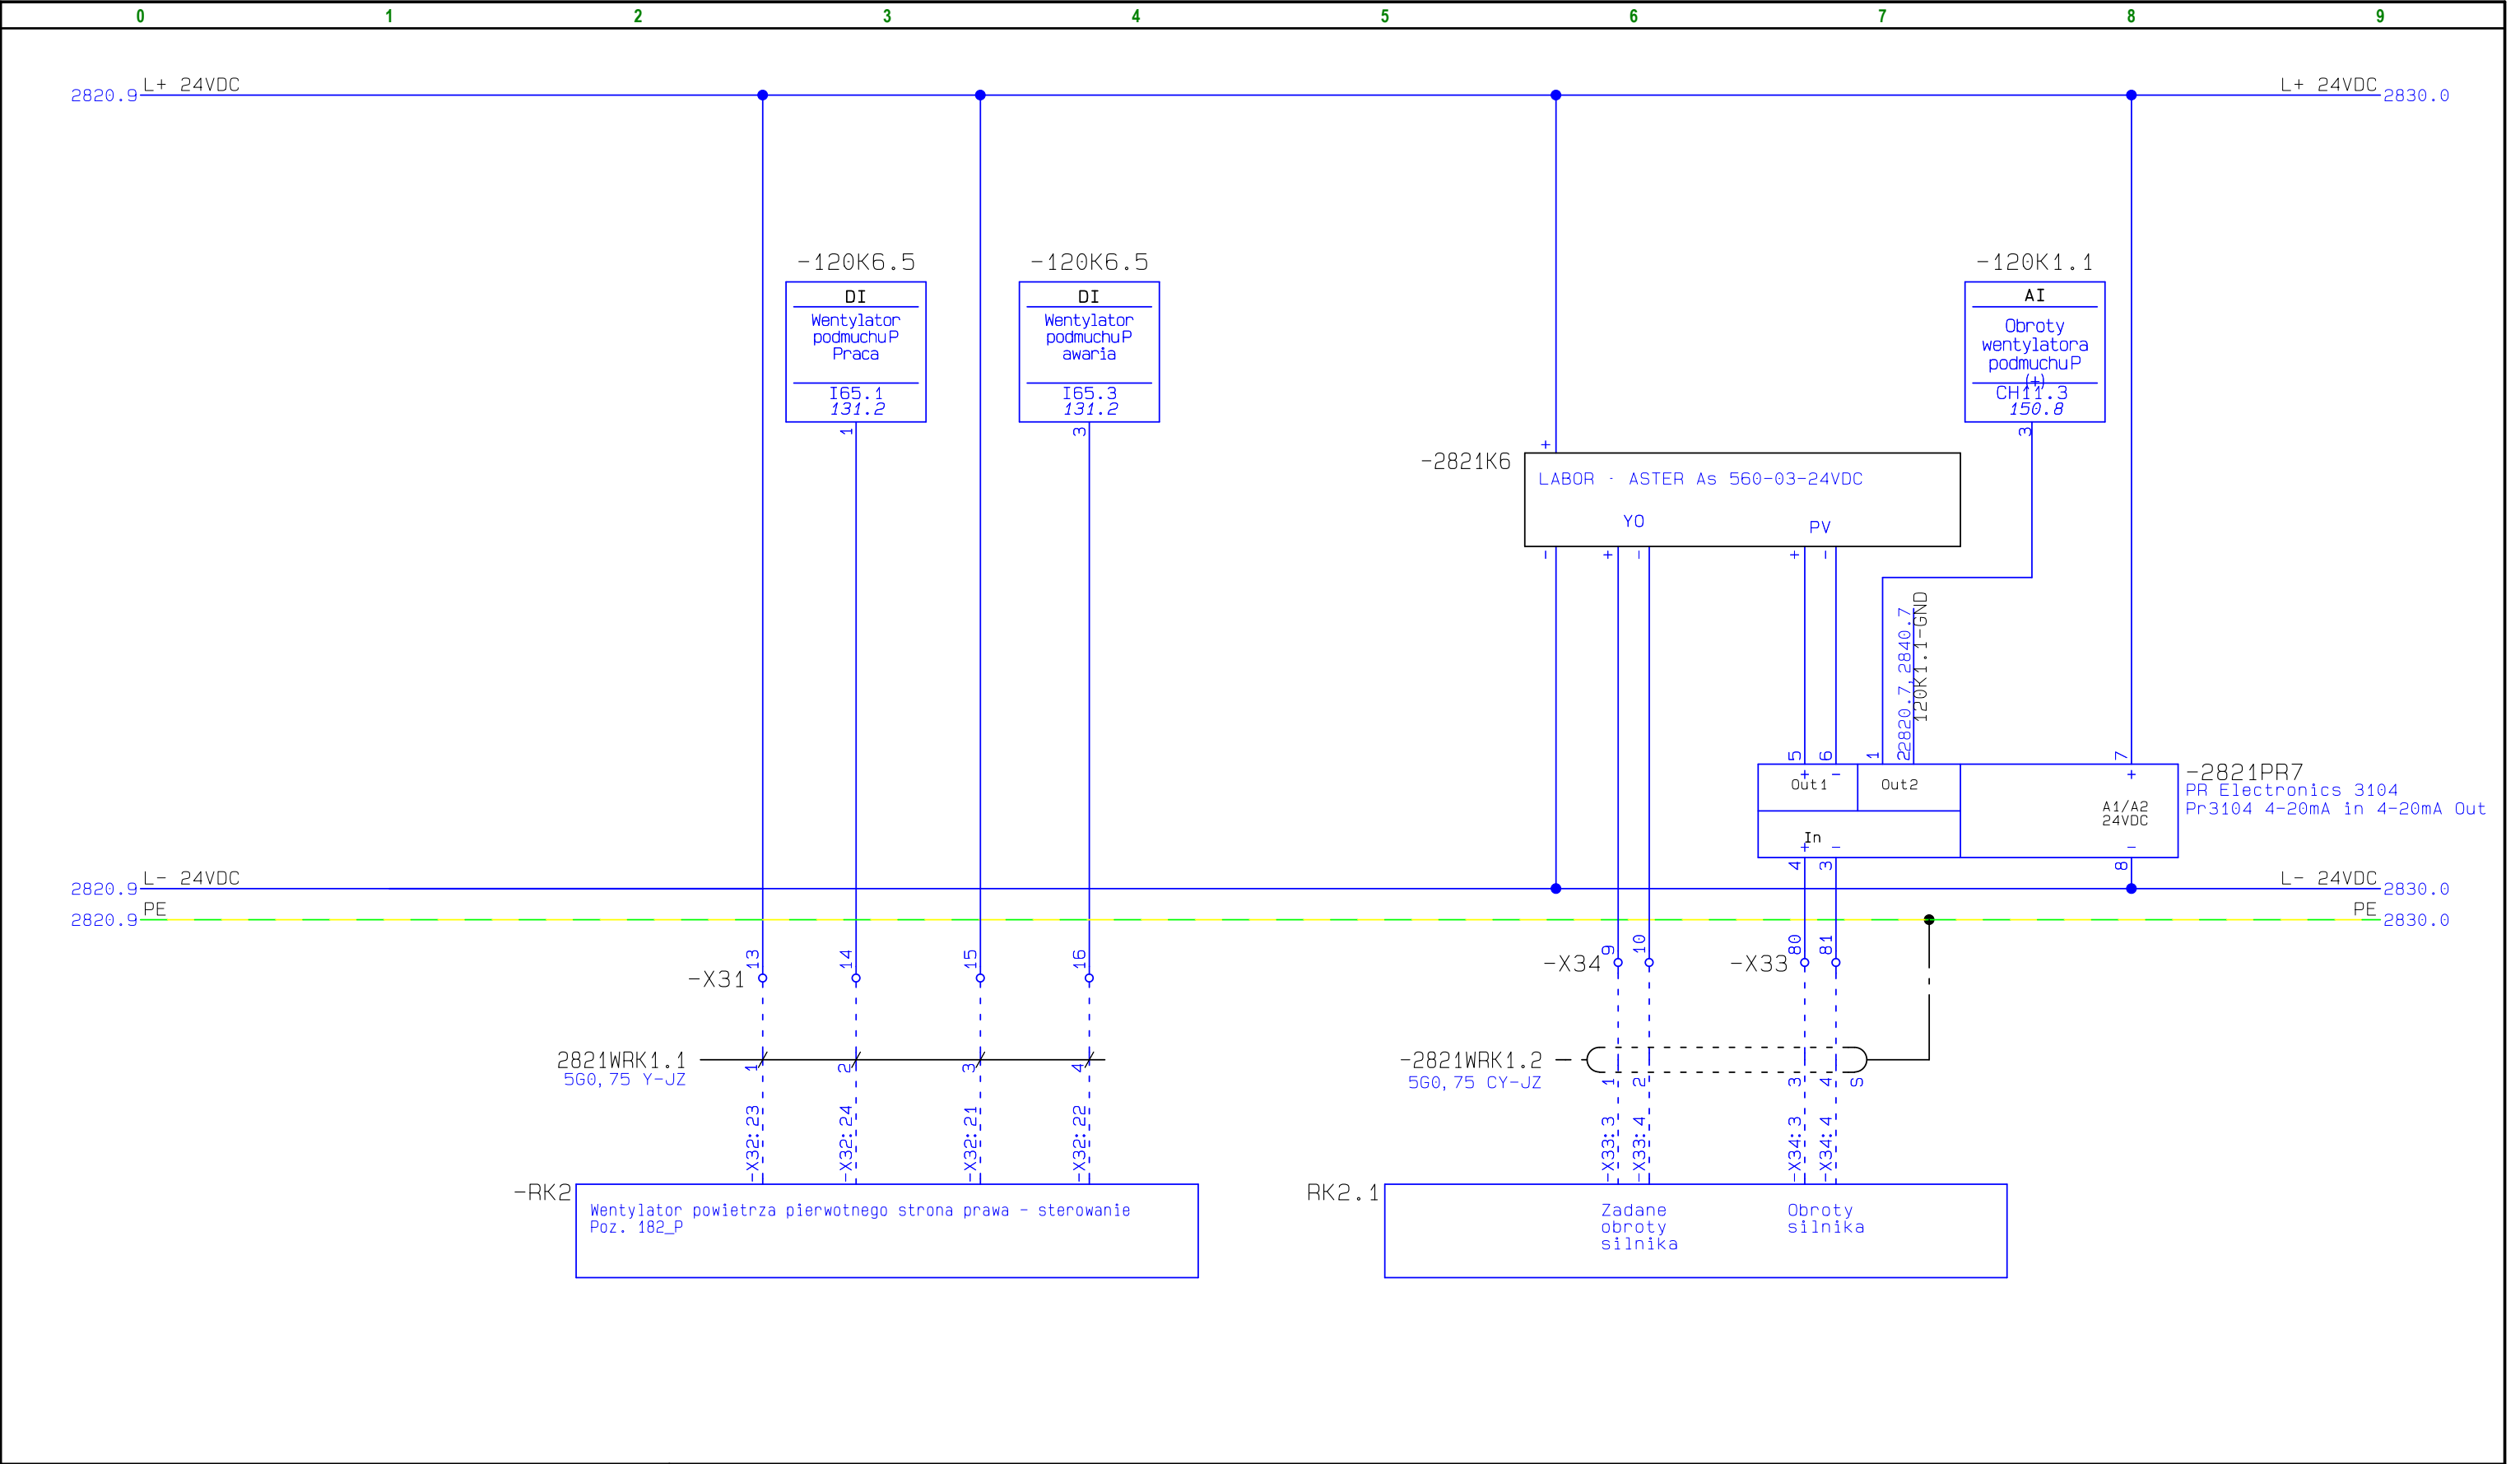 0 1 2 3 4 5 6 7 8 9
L+ 24VDC
L+ 24VDC
2820.9
2830.0
-120K6.5
DI
Wentylator
podmuchu P
Praca
I65.1
131.2
1
-120K6.5
DI
Wentylator
podmuchu P
awaria
I65.3
131.2
3
-120K1.1
AI
Obroty
wentylatora
podmuchu P
(+)
CH11.3
150.8
3
+
-2821K6
LABOR - ASTER As 560-03-24VDC
YO
PV
- + - + -
2820.7, 2840.7
120K1.1-GND
5 6 1 2 7
+ - +
Out1 Out2
-2821PR7
PR Electronics 3104
Pr3104 4-20mA in 4-20mA Out
A1/A2
24VDC
In
+ - -
4 3 8
L- 24VDC
L- 24VDC
2820.9
2830.0
PE
PE
2820.9
2830.0
-X31
13 14 15 16
-X34
9 10
-X33
80 81
2821WRK1.1
5G0,75 Y-JZ
1 2 3 4
-2821WRK1.2
5G0,75 CY-JZ
1 2 3 4 S
-X32:23
-X32:24
-X32:21
-X32:22
-X33:3
-X33:4
-X34:3
-X34:4
-RK2
Wentylator powietrza pierwotnego strona prawa - sterowanie
Poz. 182_P
RK2.1
Zadane
obroty
silnika
Obroty
silnika